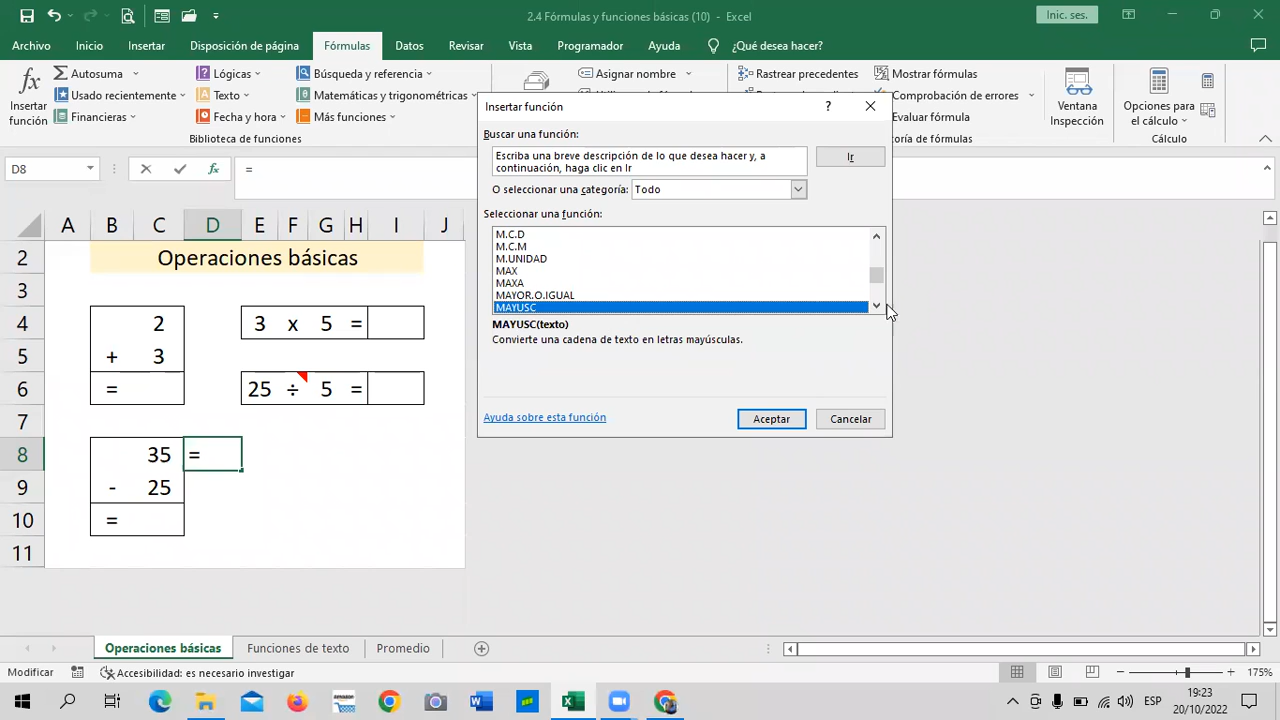 2.4 Fórmulas y funciones básicas (10) - Excel
Inic. ses.
Archivo Inicio Insertar Disposición de página Fórmulas Datos Revisar Vista Programador Ayuda ¿Qué desea hacer?
Insertar función
Autosuma
Usado recientemente
Financieras
Lógicas
Texto
Fecha y hora
Búsqueda y referencia
Matemáticas y trigonométricas
Más funciones
Biblioteca de funciones
Asignar nombre
Rastrear precedentes
Mostrar fórmulas
Comprobación de errores
Evaluar fórmula
Ventana Inspección
Opciones para el cálculo
Cálculo
D8
fx
=
Insertar función
?
Buscar una función:
Escriba una breve descripción de lo que desea hacer y, a
continuación, haga clic en Ir
Ir
O seleccionar una categoría: Todo
Seleccionar una función:
M.C.D
M.C.M
M.UNIDAD
MAX
MAXA
MAYOR.O.IGUAL
MAYUSC
MAYUSC(texto)
Convierte una cadena de texto en letras mayúsculas.
Ayuda sobre esta función
Aceptar
Cancelar
A B C D E F G H I J
2 Operaciones básicas
3
4 2 3 x 5 =
5 + 3
6 = 25 ÷ 5 =
7
8 35 =
9 - 25
10 =
11
Operaciones básicas Funciones de texto Promedio
Modificar
Accesibilidad: es necesario investigar
175%
ESP
19:23
20/10/2022